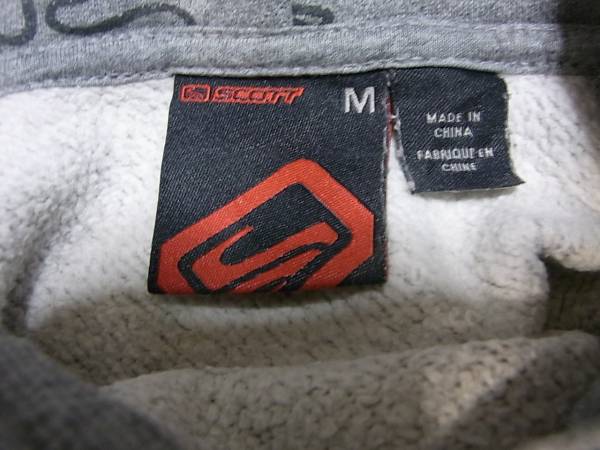 SCOTT
M
MADE IN
CHINA
FABRIQUE EN
CHINE